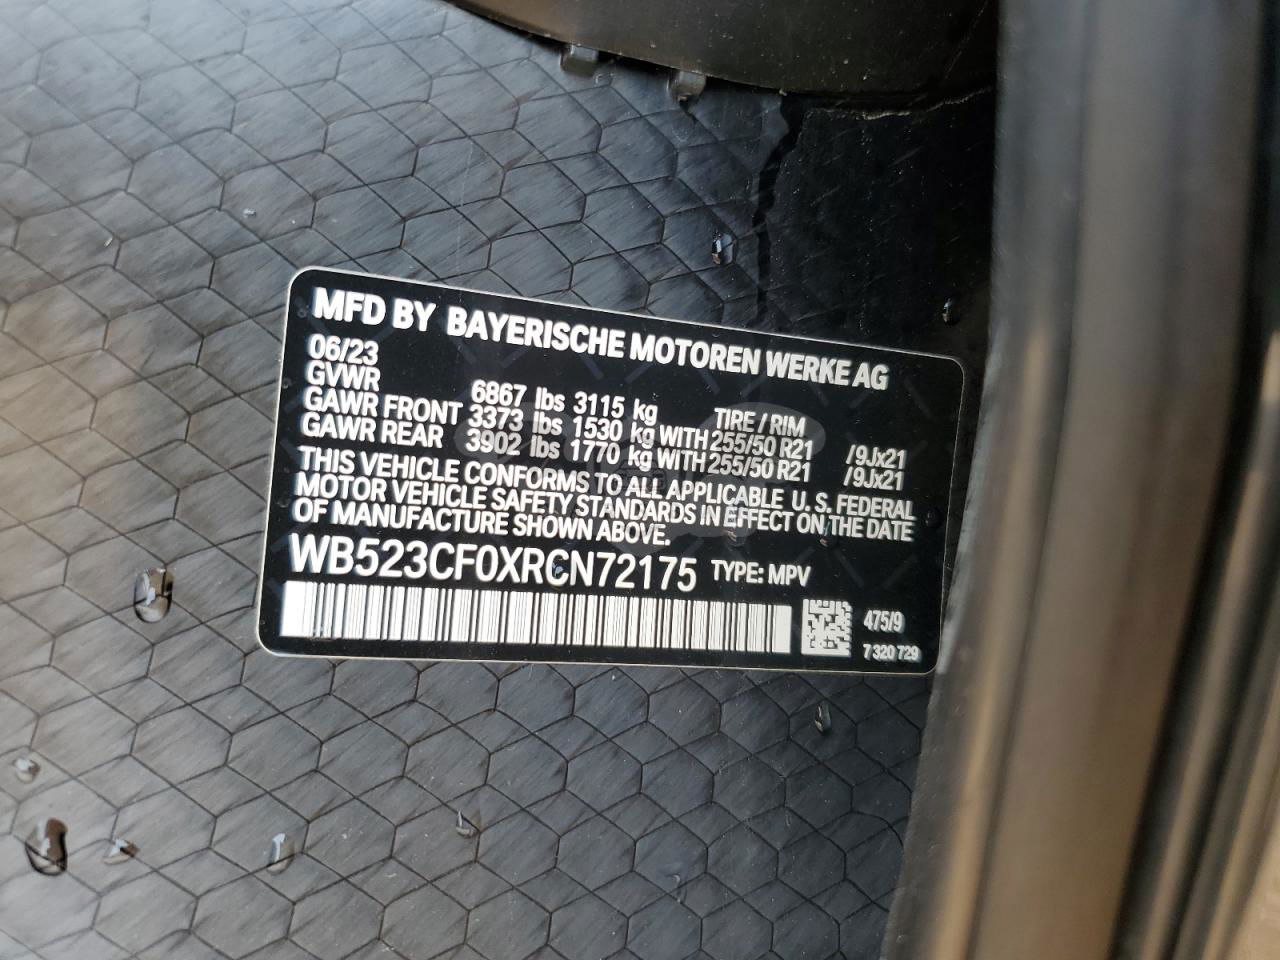 MFD BY BAYERISCHE MOTOREN WERKE AG
06/23
GVWR 6867 lbs 3115 kg TIRE / RIM
GAWR FRONT 3373 lbs 1530 kg WITH 255/50 R21 /9Jx21
GAWR REAR 3902 lbs 1770 kg WITH 255/50 R21 /9Jx21
THIS VEHICLE CONFORMS TO ALL APPLICABLE U. S. FEDERAL
MOTOR VEHICLE SAFETY STANDARDS IN EFFECT ON THE DATE
OF MANUFACTURE SHOWN ABOVE.
WB523CF0XRCN72175 TYPE: MPV
475/9
7 320 729